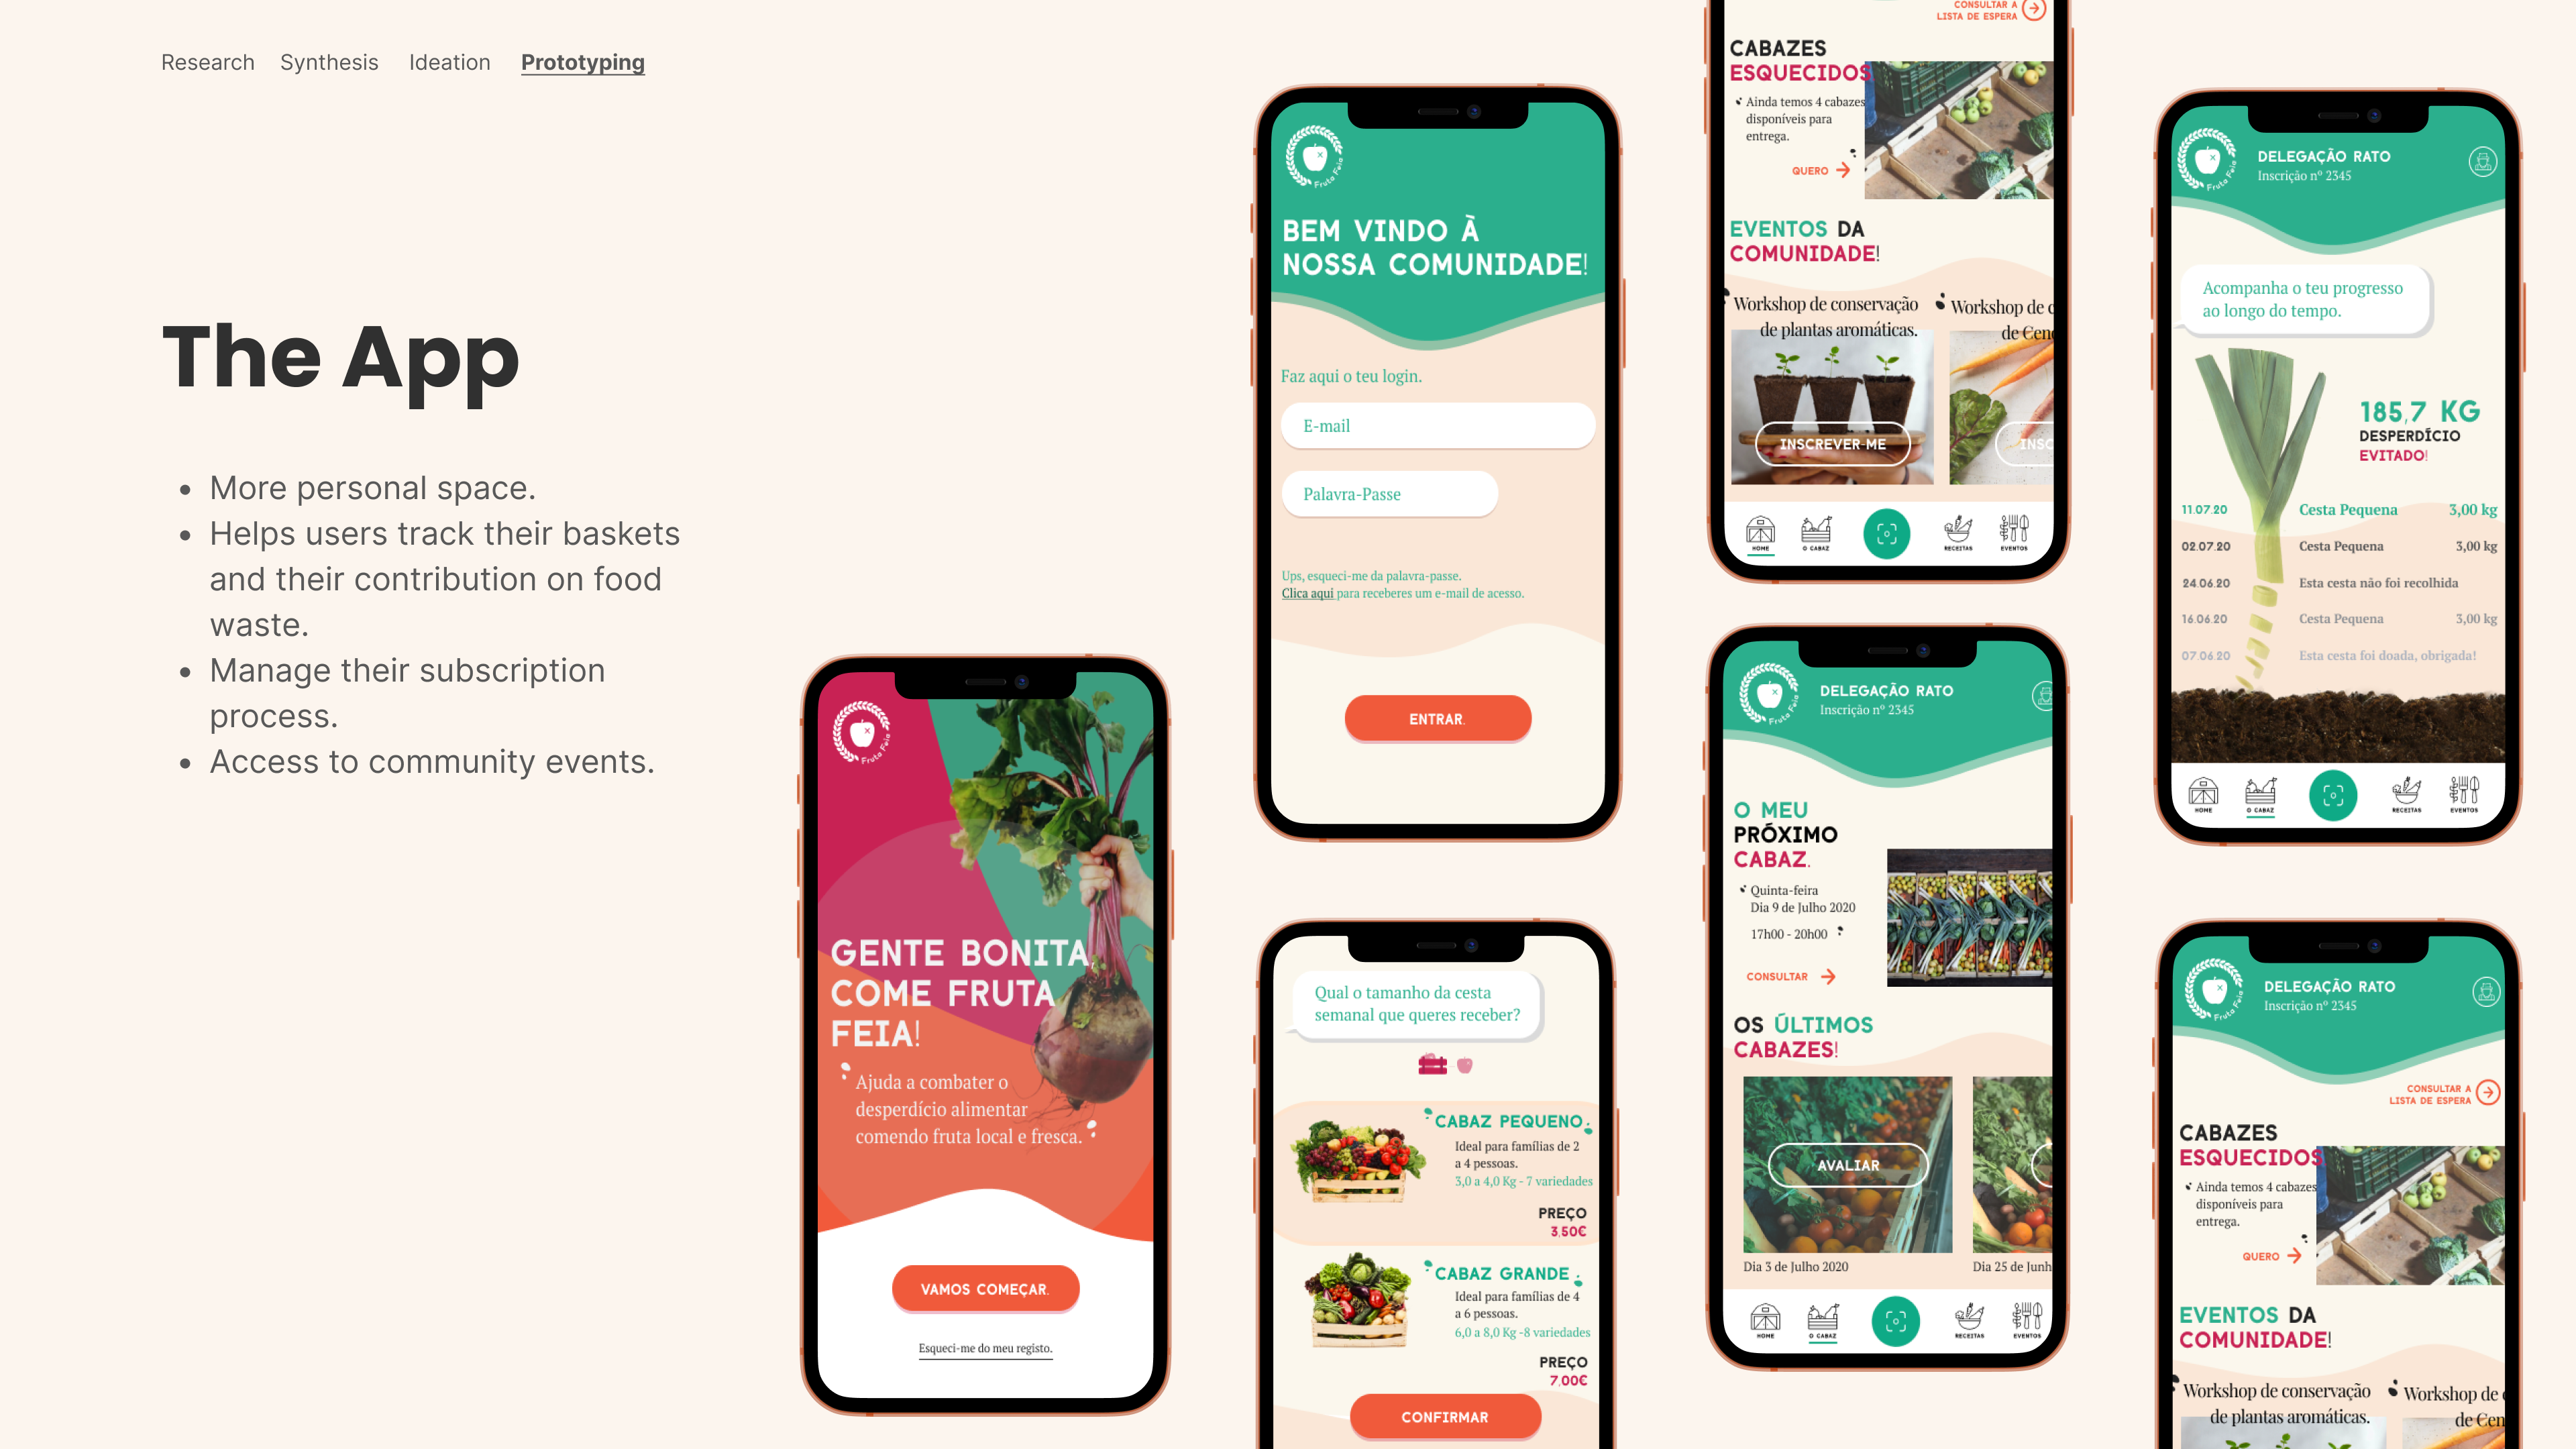 Research Synthesis Ideation Prototyping
The App
More personal space.
Helps users track their baskets
and their contribution on food
waste.
Manage their subscription
process.
Access to community events.
Fruta Feia
GENTE BONITA,
COME FRUTA
FEIA!
Ajuda a combater o
desperdício alimentar
comendo fruta local e fresca.
VAMOS COMEÇAR.
Esqueci-me do meu registo.
Fruta Feia
BEM VINDO À
NOSSA COMUNIDADE!
Faz aqui o teu login.
E-mail
Palavra-Passe
Ups, esqueci-me da palavra-passe.
Clica aqui para receberes um e-mail de acesso.
ENTRAR.
Qual o tamanho da cesta
semanal que queres receber?
CABAZ PEQUENO
Ideal para famílias de 2
a 4 pessoas.
3,0 a 4,0 Kg - 7 variedades
PREÇO
3,50€
CABAZ GRANDE
Ideal para famílias de 4
a 6 pessoas.
6,0 a 8,0 Kg -8 variedades
PREÇO
7,00€
CONFIRMAR
CONSULTAR A
LISTA DE ESPERA
CABAZES
ESQUECIDOS
Ainda temos 4 cabazes
disponíveis para
entrega.
QUERO
EVENTOS DA
COMUNIDADE!
Workshop de conservação
de plantas aromáticas.
INSCREVER-ME
Workshop de c
de Ceno
INSC
HOME O CABAZ RECEITAS EVENTOS
Fruta Feia
DELEGAÇÃO RATO
Inscrição nº 2345
O MEU
PRÓXIMO
CABAZ.
Quinta-feira
Dia 9 de Julho 2020
17h00 - 20h00
CONSULTAR
OS ÚLTIMOS
CABAZES!
AVALIAR
Dia 3 de Julho 2020 Dia 25 de Junh
HOME O CABAZ RECEITAS EVENTOS
Fruta Feia
DELEGAÇÃO RATO
Inscrição nº 2345
Acompanha o teu progresso
ao longo do tempo.
185,7 KG
DESPERDÍCIO
EVITADO!
11.07.20 Cesta Pequena 3,00 kg
02.07.20 Cesta Pequena 3,00 kg
24.06.20 Esta cesta não foi recolhida
16.06.20 Cesta Pequena 3,00 kg
07.06.20 Esta cesta foi doada, obrigada!
HOME O CABAZ RECEITAS EVENTOS
Fruta Feia
DELEGAÇÃO RATO
Inscrição nº 2345
CONSULTAR A
LISTA DE ESPERA
CABAZES
ESQUECIDOS
Ainda temos 4 cabazes
disponíveis para
entrega.
QUERO
EVENTOS DA
COMUNIDADE!
Workshop de conservação
de plantas aromáticas.
Workshop de c
de Cen